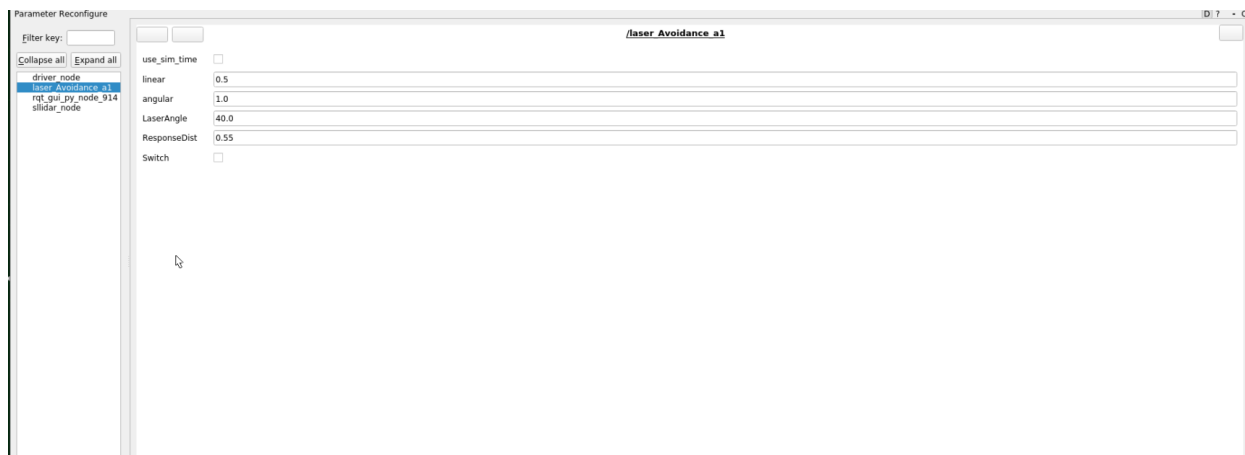 Parameter Reconfigure
D ? - O
Filter key:
Collapse all Expand all
driver_node
laser_Avoidance_a1
rqt_gui_py_node_914
sllidar_node
/laser_Avoidance_a1
use_sim_time
linear 0.5
angular 1.0
LaserAngle 40.0
ResponseDist 0.55
Switch